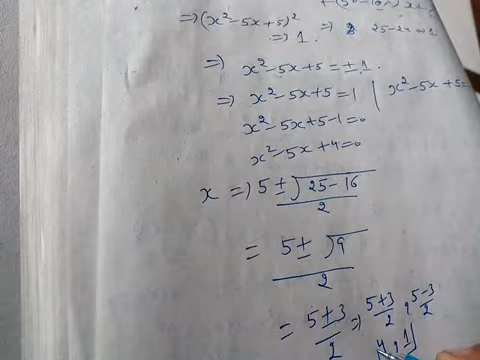 ⇒ (x² - 5x + 5)²
⇒ 1 ⇒
⇒ x² - 5x + 5 = ± 1
⇒ x² - 5x + 5 = 1 | x² - 5x + 5 =
x² - 5x + 5 - 1 = 0
x² - 5x + 4 = 0
x ⇒ 5 ± √25 - 16 / 2
= 5 ± √9 / 2
= 5 ± 3 / 2 ⇒ 5+3 / 2 , 5-3 / 2
4 , 1